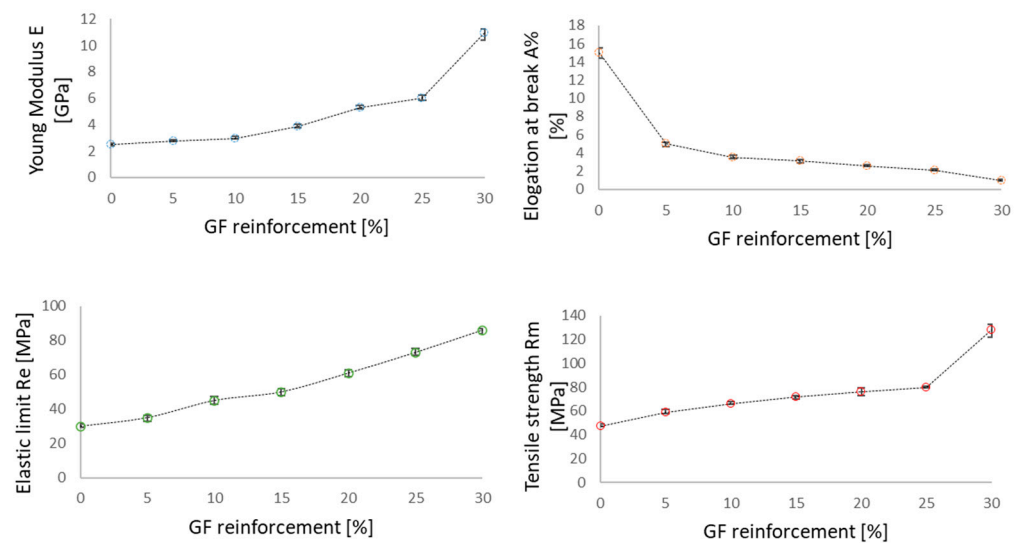 Young Modulus E
[GPa]
12
10
8
6
4
2
0
0 5 10 15 20 25 30
GF reinforcement [%]
Elogation at break A%
[%]
18
16
14
12
10
8
6
4
2
0
0 5 10 15 20 25 30
GF reinforcement [%]
Elastic limit Re [MPa]
100
80
60
40
20
0
0 5 10 15 20 25 30
GF reinforcement [%]
Tensile strength Rm
[MPa]
140
120
100
80
60
40
20
0
0 5 10 15 20 25 30
GF reinforcement [%]